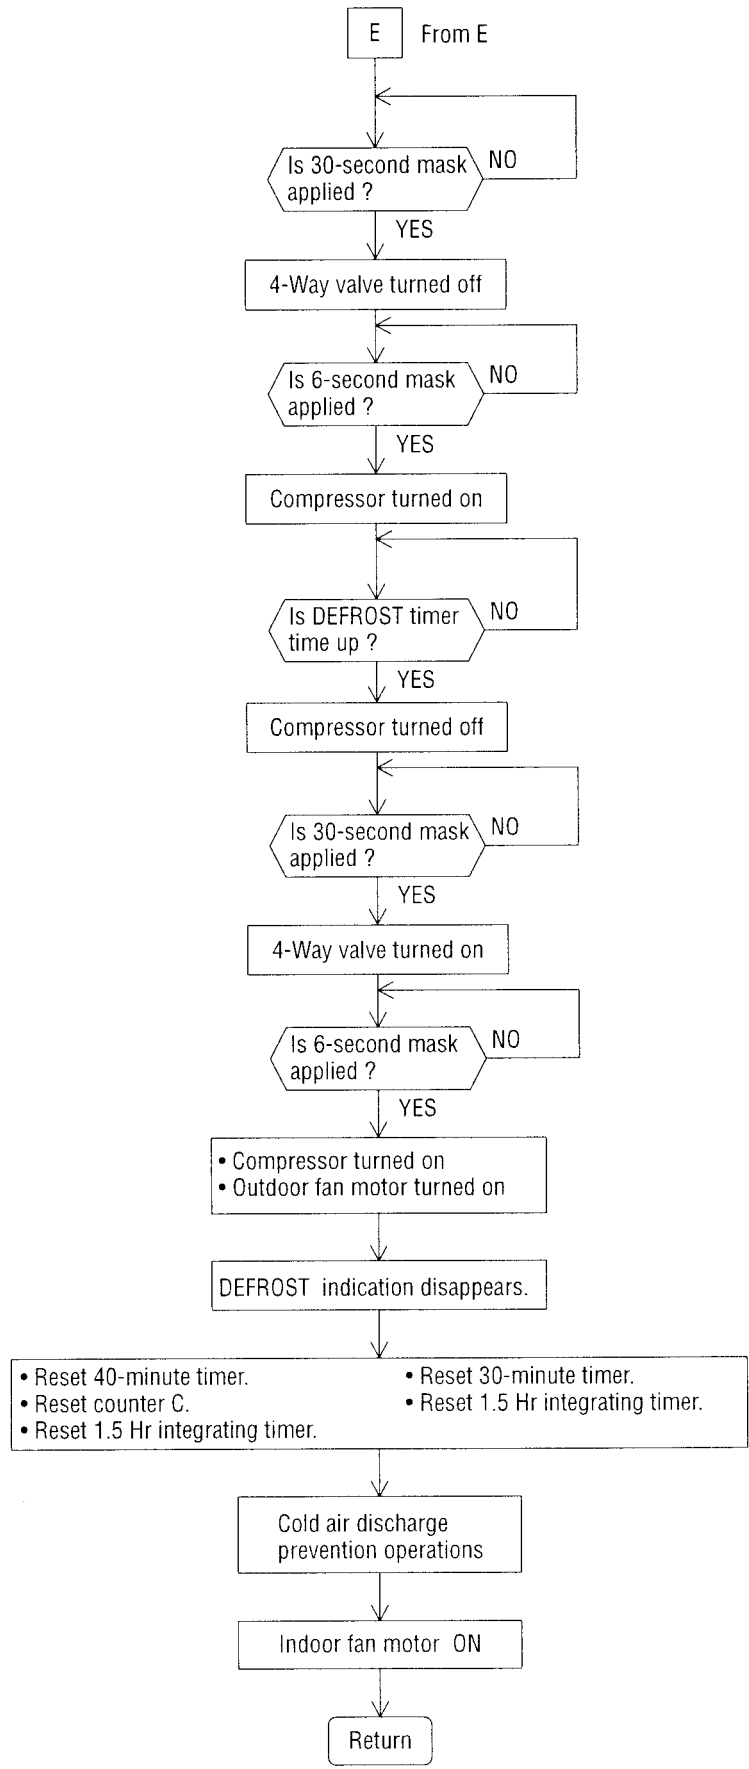 E From E
Is 30-second mask
applied ?
NO
YES
4-Way valve turned off
Is 6-second mask
applied ?
NO
YES
Compressor turned on
Is DEFROST timer
time up ?
NO
YES
Compressor turned off
Is 30-second mask
applied ?
NO
YES
4-Way valve turned on
Is 6-second mask
applied ?
NO
YES
• Compressor turned on
• Outdoor fan motor turned on
DEFROST indication disappears.
• Reset 40-minute timer.
• Reset counter C.
• Reset 1.5 Hr integrating timer.
• Reset 30-minute timer.
• Reset 1.5 Hr integrating timer.
Cold air discharge
prevention operations
Indoor fan motor ON
Return